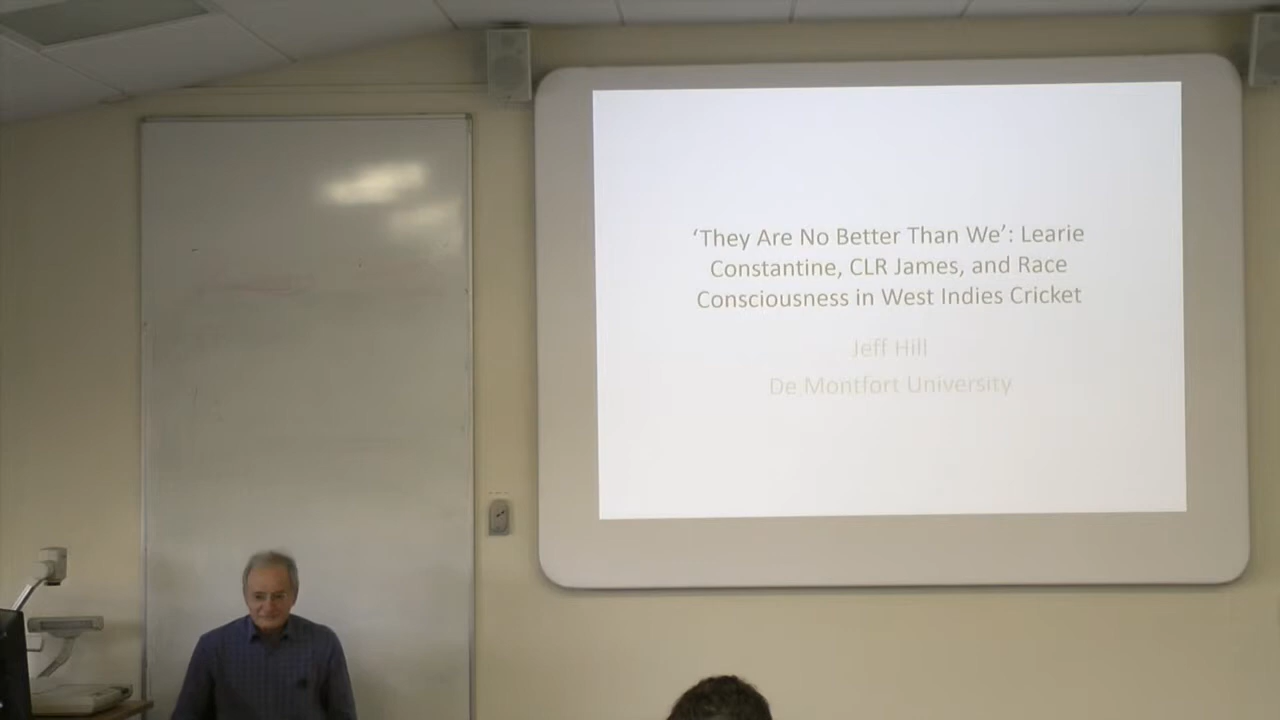 ‘They Are No Better Than We’: Learie
Constantine, CLR James, and Race
Consciousness in West Indies Cricket
Jeff Hill
De Montfort University